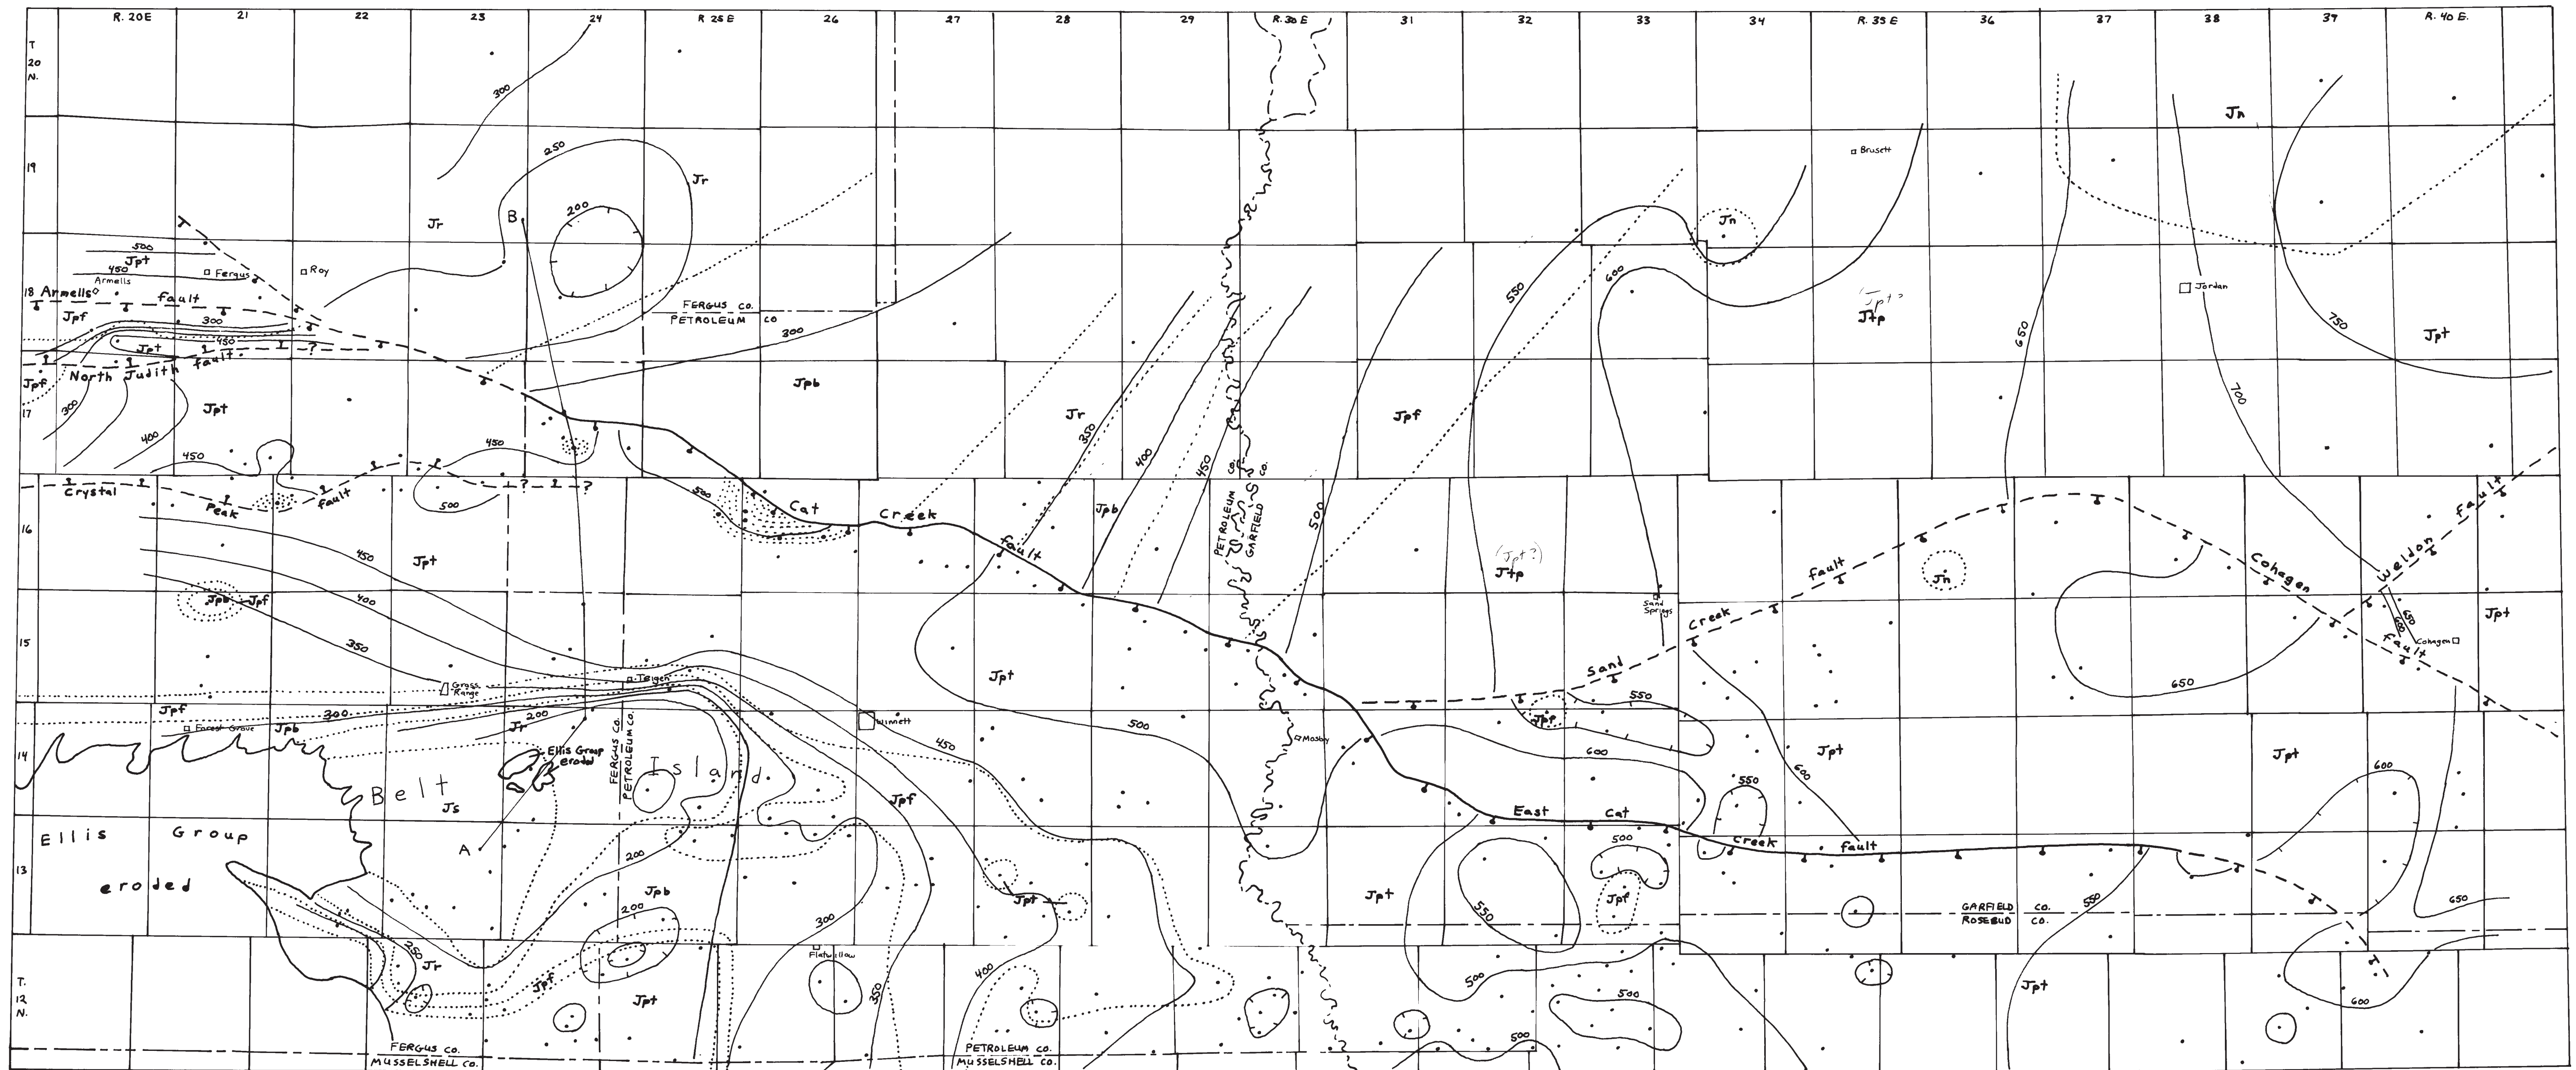 R. 20E 21 22 23 24 R 25 E 26 27 28 29 R. 30 E 31 32 33 34 R. 35 E 36 37 38 39 R. 40 E.
T
20
N.
300
Jn
19
250
Jr
Brusett
200
B
Jr
Jn
500
Jpt
450
Fergus
Roy
Armells
600
18
Armells
fault
550
Jordan
FERGUS CO.
PETROLEUM CO
Jpf
300
Jpt?
Jtp
300
650
750
Jpt
450
Jpt
?
North Judith fault
Jpf
Jpb
300
17
Jpt
Jr
Jpf
700
350
400
450
400
450
450
500
500
Crystal
Peak
fault
?
?
Cat Creek
fault
Jpb
PETROLEUM CO.
GARFIELD CO.
500
16
450
Jpt
(Jpt?)
Jtp
fault
Jn
Cohagen
fault
Weldon
Fault
Jpb
Jpf
400
Sand
Springs
Creek
Sand
650
600
Jpt
Cohagen
15
350
Jpt
Grass
Range
Teigen
650
550
Jpf
300
200
Jr
Jpf
Forest Grove
Jpb
Winnett
500
450
Mosby
600
Jpt
Jpt
14
Ellis Group
eroded
FERGUS CO.
PETROLEUM CO.
Belt Island
Js
Jpf
550
600
600
Ellis Group
eroded
East Cat
Creek fault
A
200
500
13
Jpb
200
Jpt
Jpt
550
Jpf
GARFIELD CO.
ROSEBUD CO.
550
650
300
Flatwillow
250
Jr
Jpf
Jpt
350
400
500
500
Jpt
600
T.
12
N.
500
FERGUS CO.
MUSSELSHELL CO.
PETROLEUM CO.
MUSSELSHELL CO.